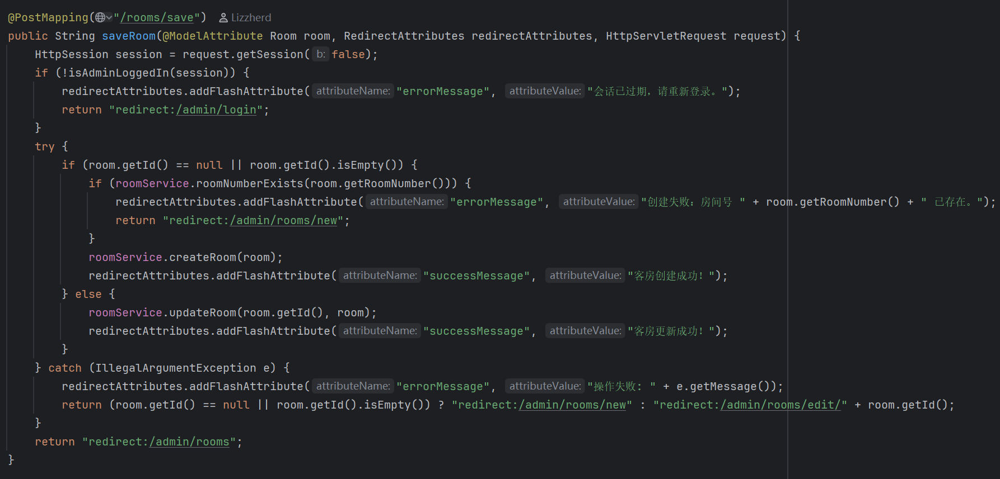 @PostMapping("/rooms/save") Lizzherd
public String saveRoom(@ModelAttribute Room room, RedirectAttributes redirectAttributes, HttpServletRequest request) {
    HttpSession session = request.getSession( b: false);
    if (!isAdminLoggedIn(session)) {
        redirectAttributes.addFlashAttribute( attributeName: "errorMessage", attributeValue: "会话已过期，请重新登录。");
        return "redirect:/admin/login";
    }
    try {
        if (room.getId() == null || room.getId().isEmpty()) {
            if (roomService.roomNumberExists(room.getRoomNumber())) {
                redirectAttributes.addFlashAttribute( attributeName: "errorMessage", attributeValue: "创建失败：房间号 " + room.getRoomNumber() + " 已存在。");
                return "redirect:/admin/rooms/new";
            }
            roomService.createRoom(room);
            redirectAttributes.addFlashAttribute( attributeName: "successMessage", attributeValue: "客房创建成功！");
        } else {
            roomService.updateRoom(room.getId(), room);
            redirectAttributes.addFlashAttribute( attributeName: "successMessage", attributeValue: "客房更新成功！");
        }
    } catch (IllegalArgumentException e) {
        redirectAttributes.addFlashAttribute( attributeName: "errorMessage", attributeValue: "操作失败: " + e.getMessage());
        return (room.getId() == null || room.getId().isEmpty()) ? "redirect:/admin/rooms/new" : "redirect:/admin/rooms/edit/" + room.getId();
    }
    return "redirect:/admin/rooms";
}